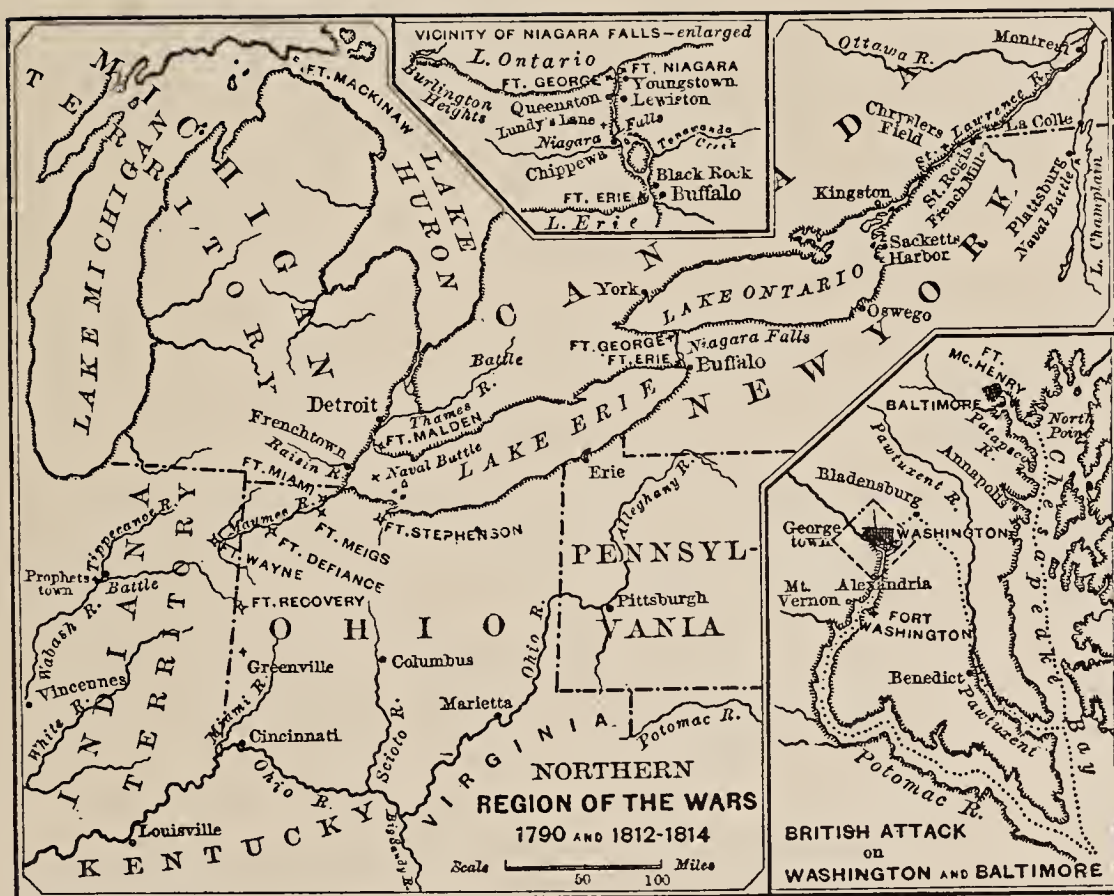 VICINITY OF NIAGARA FALLS—enlarged
L. Ontario
Burlington
Heights
FT. GEORGE
FT. NIAGARA
Youngstown
Queenston
Lewiston
Lundy's Lane
Falls
Niagara
Tonawanda
Creek
Chippewa
Black Rock
FT. ERIE
Buffalo
L. Erie
MICHIGAN
TERRITORY
FT. MACKINAW
LAKE MICHIGAN
LAKE
HURON
CANADA
Ottawa R.
Montreal
Chryslers
Field
St. Lawrence R.
La Colle
St. Regis
French Mills
Plattsburg
Naval Battle
L. Champlain
Kingston
Sacketts
Harbor
York
LAKE ONTARIO
Oswego
FT. GEORGE
Niagara Falls
FT. ERIE
Buffalo
NEW YORK
Battle
Thames R.
Detroit
FT. MALDEN
Frenchtown
Raisin R.
Naval Battle
LAKE ERIE
Erie
FT. MIAMI
Maumee R.
FT. STEPHENSON
FT. MEIGS
FT. DEFIANCE
FT. WAYNE
FT. RECOVERY
Tippecanoe R.
Prophets
town
Battle
Wabash R.
Vincennes
White R.
INDIANA
TERRITORY
OHIO
Greenville
Columbus
Miami R.
Cincinnati
Scioto R.
Marietta
Ohio R.
Ohio R.
Alleghany R.
PENNSYL-
VANIA
Pittsburgh
VIRGINIA
Potomac R.
Louisville
KENTUCKY
Big Sandy R.
NORTHERN
REGION OF THE WARS
1790 AND 1812-1814
Scale Miles
50 100
FT.
MC. HENRY
BALTIMORE
North
Point
Patapsco
R.
Pawtuxent R.
Annapolis
Chesapeake Bay
Bladensburg
George
town
WASHINGTON
Mt.
Vernon
Alexandria
FORT
WASHINGTON
Benedict
Pawtuxent
Potomac R.
BRITISH ATTACK
on
WASHINGTON AND BALTIMORE